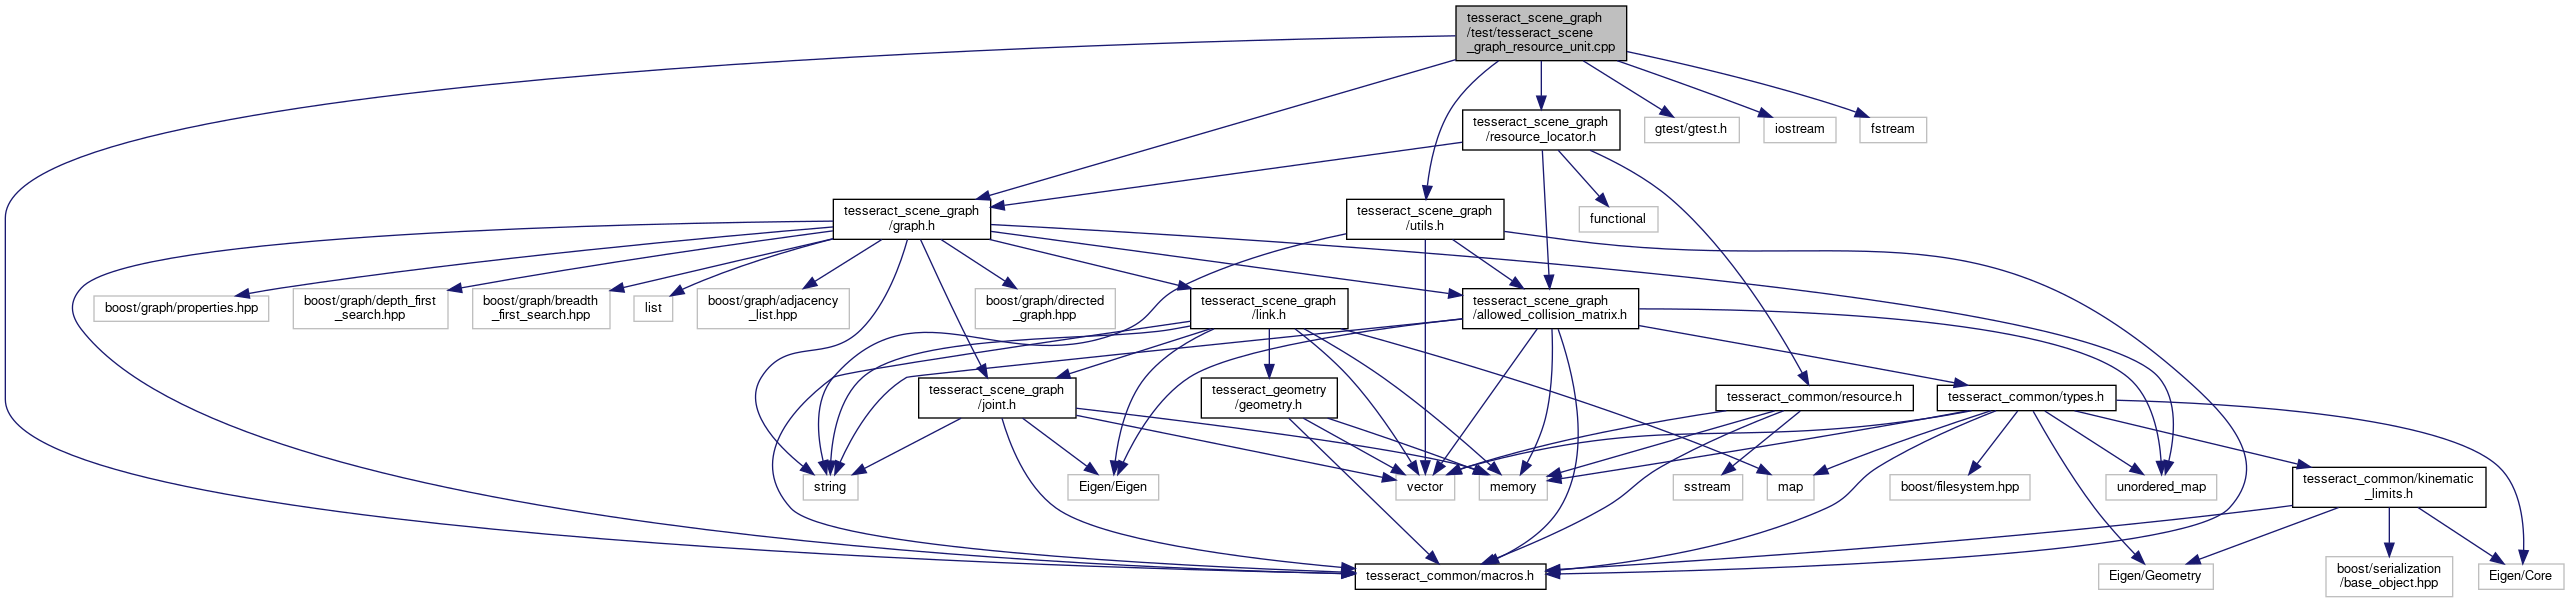 tesseract_scene_graph
/test/tesseract_scene
_graph_resource_unit.cpp
tesseract_scene_graph
/resource_locator.h
gtest/gtest.h
iostream
fstream
tesseract_scene_graph
/graph.h
tesseract_scene_graph
/utils.h
functional
boost/graph/properties.hpp
boost/graph/depth_first
_search.hpp
boost/graph/breadth
_first_search.hpp
list
boost/graph/adjacency
_list.hpp
boost/graph/directed
_graph.hpp
tesseract_scene_graph
/link.h
tesseract_scene_graph
/allowed_collision_matrix.h
tesseract_scene_graph
/joint.h
tesseract_geometry
/geometry.h
tesseract_common/resource.h
tesseract_common/types.h
string
Eigen/Eigen
vector
memory
sstream
map
boost/filesystem.hpp
unordered_map
tesseract_common/kinematic
_limits.h
tesseract_common/macros.h
Eigen/Geometry
boost/serialization
/base_object.hpp
Eigen/Core